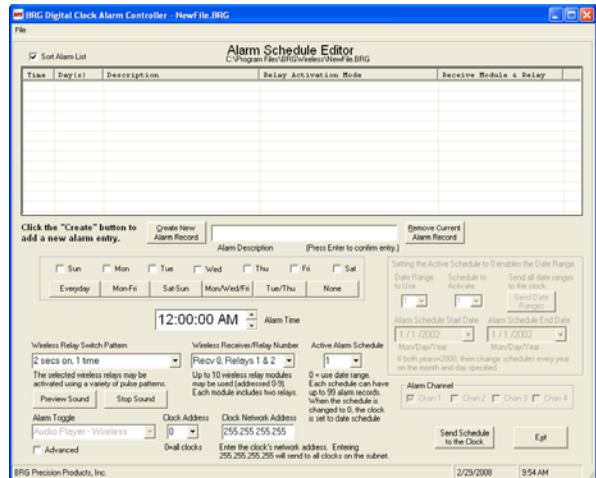 BRG Digital Clock Alarm Controller - NewFile.BRG
File
Sort Alarm List
Alarm Schedule Editor
C:\Program Files\BRGWireless\NewFile.BRG
Time Day(s) Description Relay Activation Mode Receive Module & Relay
Click the "Create" button to
add a new alarm entry.
Create New
Alarm Record
Alarm Description (Press Enter to confirm entry.)
Remove Current
Alarm Record
Sun Mon Tue Wed Thu Fri Sat
Everyday Mon-Fri Sat-Sun Mon/Wed/Fri Tue/Thu None
12:00:00 AM Alarm Time
Setting the Active Schedule to 0 enables the Date Range.
Date Range
to Use
1
Schedule to
Activate
1
Send all date ranges
to the clock.
Send Date
Ranges
Alarm Schedule Start Date Alarm Schedule End Date
1 / 1 /2002 1 / 1 /2002
Mon/Day/Year Mon/Day/Year
If both years=2000, then change schedules every year
on the month and day specified.
Wireless Relay Switch Pattern
2 secs on, 1 time
The selected wireless relays may be
activated using a variety of pulse patterns.
Preview Sound Stop Sound
Wireless Receiver/Relay Number
Recv 0, Relays 1 & 2
Up to 10 wireless relay modules
may be used (addressed 0-9).
Each module includes two relays.
Active Alarm Schedule
1
0 = use date range.
Each schedule can have
up to 99 alarm records.
When the schedule is
changed to 0, the clock
is set to date schedule
Alarm Channel
Chan 1 Chan 2 Chan 3 Chan 4
Alarm Toggle
Audio Player - Wireless
Advanced
Clock Address
0
0=all clocks
Clock Network Address
255.255.255.255
Enter the clock's network address. Entering
255.255.255.255 will send to all clocks on the subnet.
Send Schedule
to the Clock
Exit
BRG Precision Products, Inc. 2/29/2008 9:54 AM